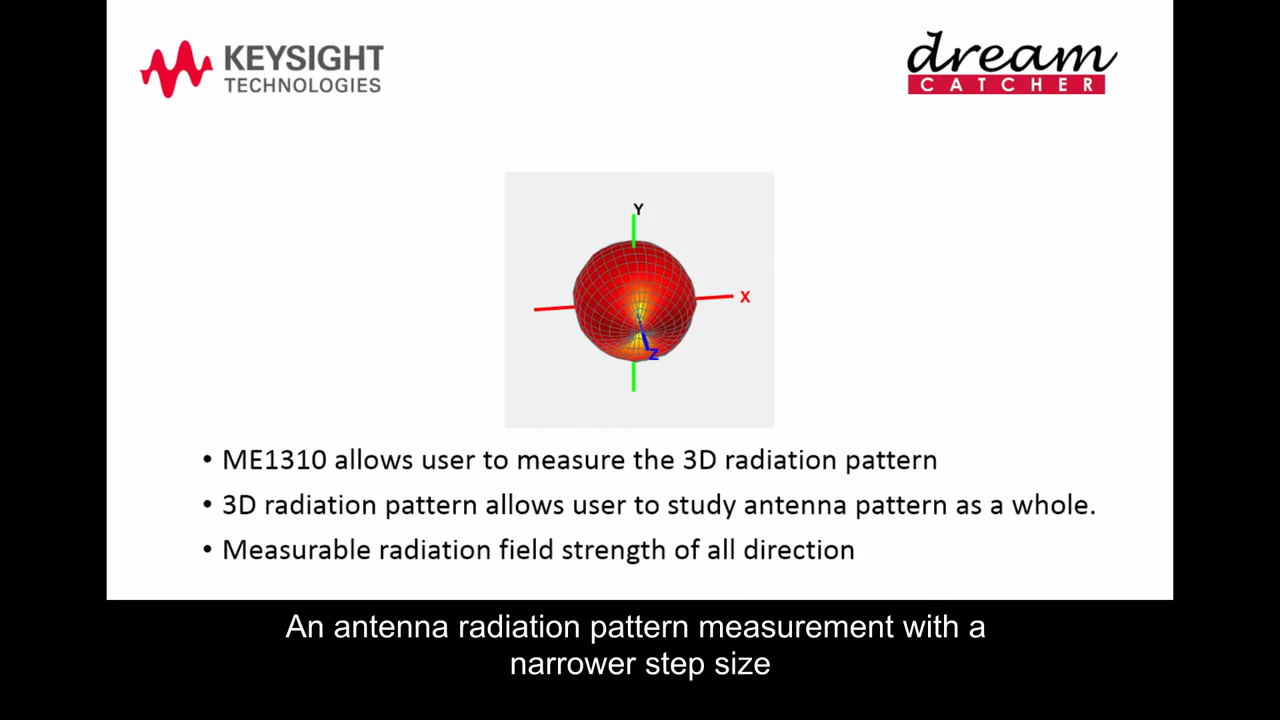 KEYSIGHT
TECHNOLOGIES
dream
CATCHER
Y
X
Z
• ME1310 allows user to measure the 3D radiation pattern
• 3D radiation pattern allows user to study antenna pattern as a whole.
• Measurable radiation field strength of all direction
An antenna radiation pattern measurement with a
narrower step size